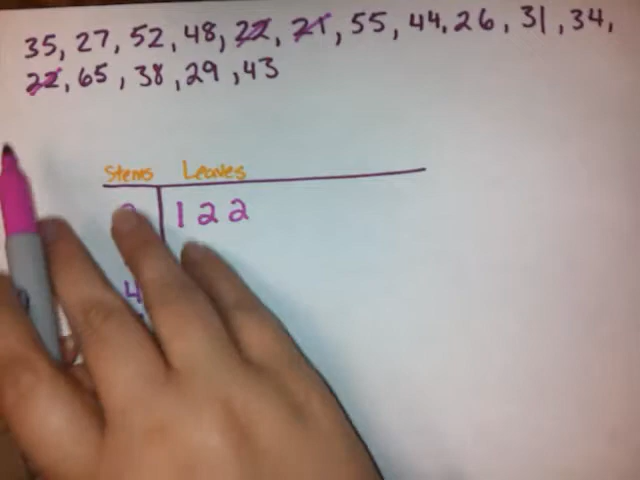 35, 27, 52, 48, 22, 21, 55, 44, 26, 31, 34,
22, 65, 38, 29, 43
Stems Leaves
1 2 2
4